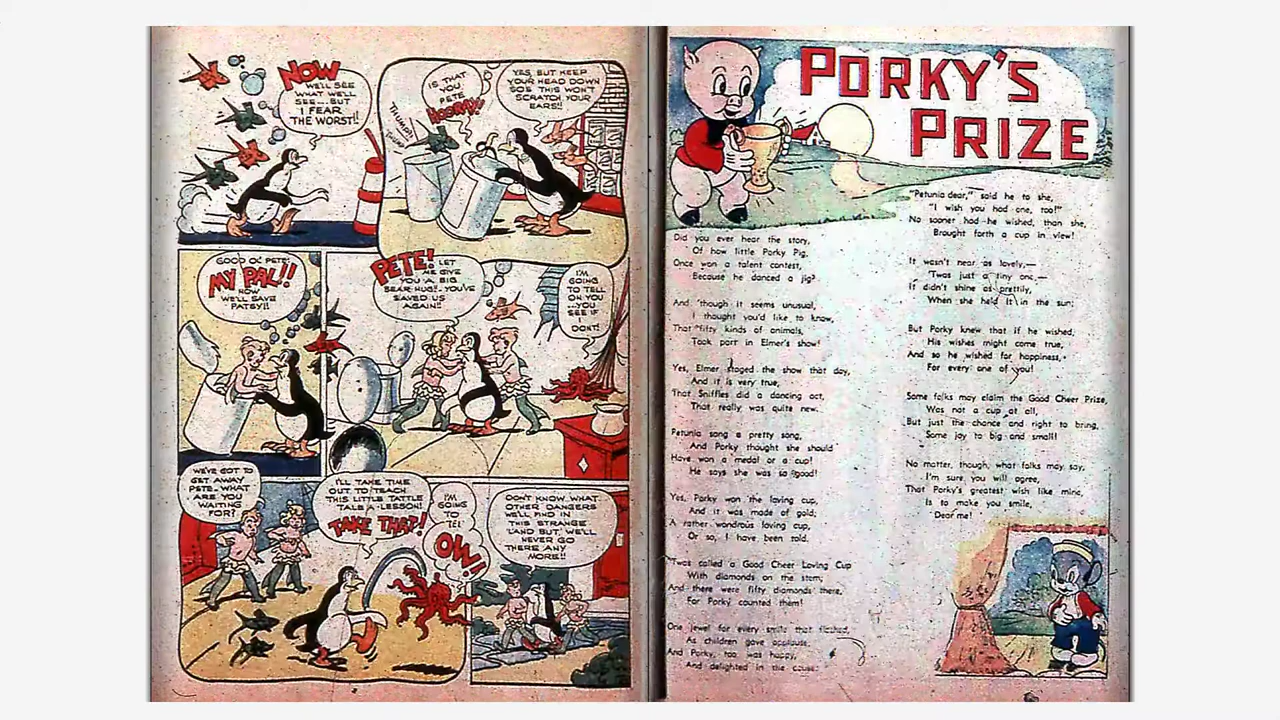 NOW
WE'LL SEE
WHAT WE'LL
SEE...BUT
I FEAR
THE WORST!!
THUMP!
THUMP!
IS THAT
YOU,
PETE
HOORAY!
YES, BUT KEEP
YOUR HEAD DOWN
SOS THIS WON'T
SCRATCH YOUR
EARS!!
GOOD OL' PETE!
MY PAL!!
NOW
WE'LL SAVE
PATSY!!
PETE! LET
ME GIVE
YOU A BIG
BEAR HUG! YOU'VE
SAVED US
AGAIN!!
I'M
GOING
TO TELL
ON YOU
...YOU
SEE IF I
DON'T!
WE'VE GOT TO
GET AWAY
PETE. WHAT
ARE YOU
WAITING
FOR?
I'LL TAKE TIME
OUT TO TEACH
THIS LITTLE TATTLE
TALE A LESSON!
TAKE THAT!
I'M
GOING
TO
TEL
OW!!
DON'T KNOW WHAT
OTHER DANGERS
WE'LL FIND IN
THIS STRANGE
LAND BUT, WE'LL
NEVER GO
THERE ANY
MORE!!
PORKY'S
PRIZE
Did you ever hear the story,
Of how little Porky Pig,
Once won a talent contest,
Because he danced a jig?
And 'though it seems unusual,
I thought you'd like to know,
That fifty kinds of animals,
Took part in Elmer's show!
Yes, Elmer staged the show that day,
And it is very true,
That Sniffles did a dancing act,
That really was quite new.
Petunia sang a pretty song,
And Porky thought she should
Have won a medal or a cup!
He says she was so good!
Yes, Porky won the loving cup,
And it was made of gold;
A rather wondrous loving cup,
Or so, I have been told.
'Twas called a Good Cheer Loving Cup
With diamonds on the stem;
And there were fifty diamonds there,
For Porky counted them!
One jewel for every smile that flashed,
As children gave applause;
And Porky, too was happy,
And delighted in the cause.
"Petunia dear," said he to she,
"I wish you had one, too!"
No sooner had he wished, than she,
Brought forth a cup in view!
It wasn't near as lovely,—
'Twas just a tiny one,—
It didn't shine as prettily,
When she held it in the sun;
But Porky knew that if he wished,
His wishes might come true,
And so he wished for happiness,
For every one of you!
Some folks may claim the Good Cheer Prize,
Was not a cup at all,
But just the chance and right to bring,
Some joy to big and small!
No matter, though, what folks may say,
I'm sure you will agree,
That Porky's greatest wish like mine,
Is to make you smile,
Dear me!